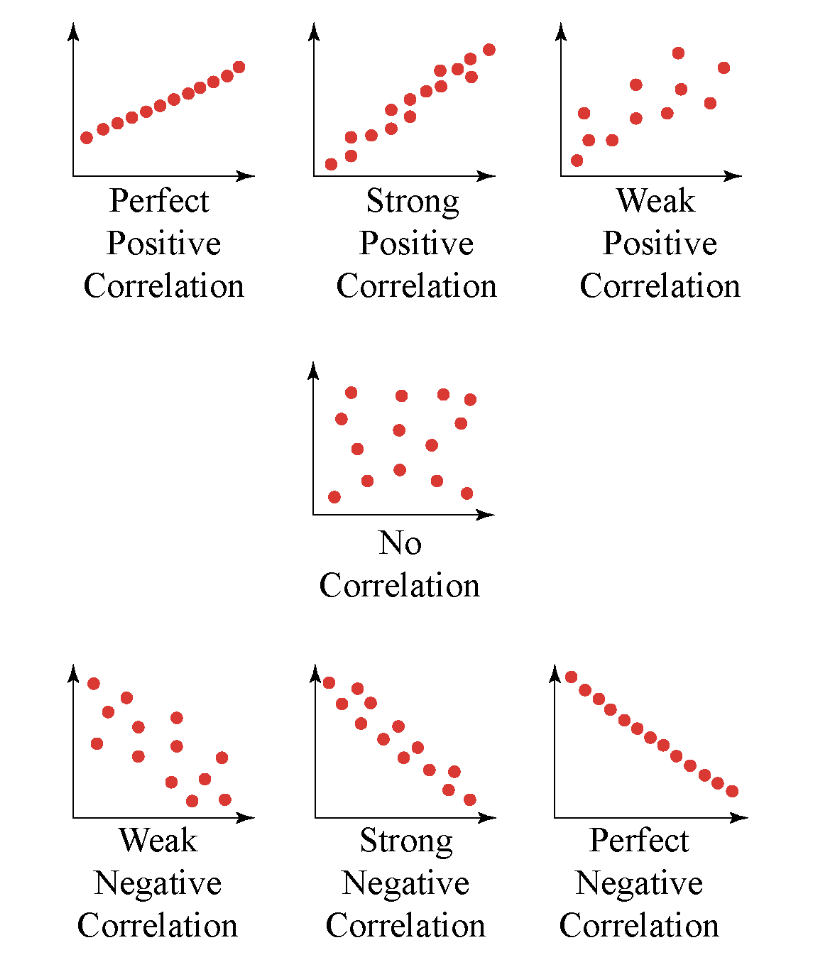 Perfect
Positive
Correlation
Strong
Positive
Correlation
Weak
Positive
Correlation
No
Correlation
Weak
Negative
Correlation
Strong
Negative
Correlation
Perfect
Negative
Correlation